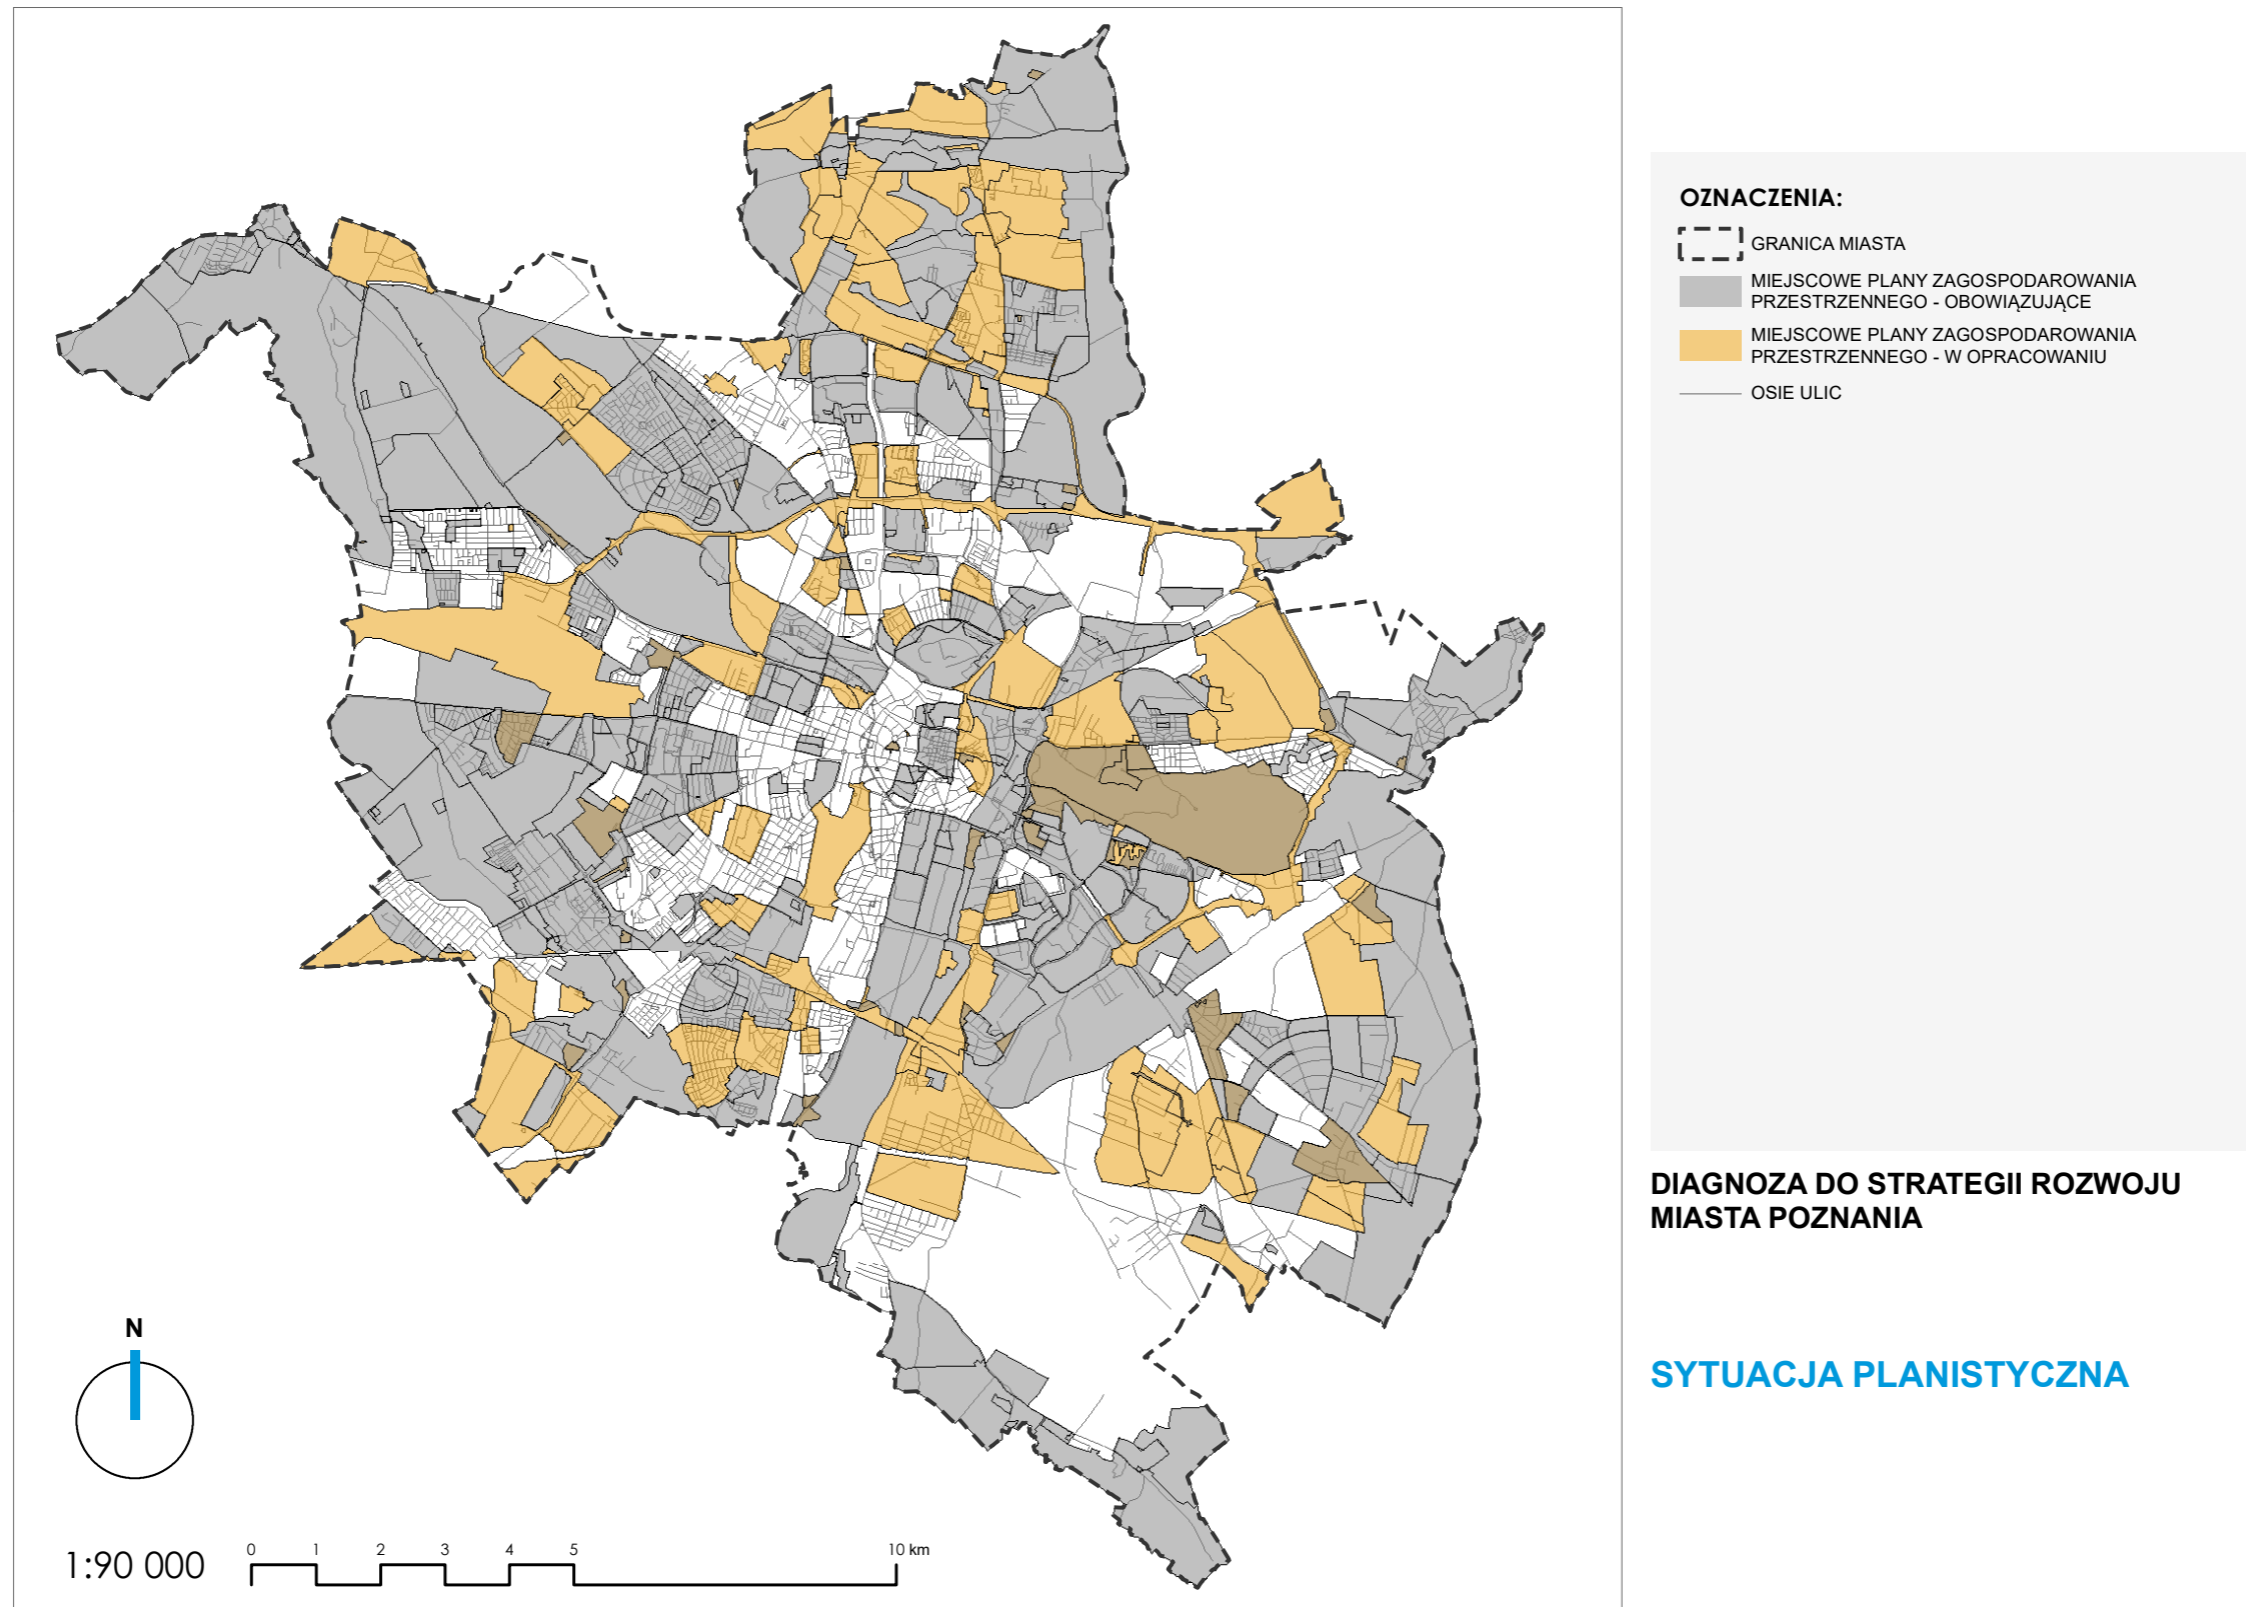 OZNACZENIA:
GRANICA MIASTA
MIEJSCOWE PLANY ZAGOSPODAROWANIA
PRZESTRZENNEGO - OBOWIĄZUJĄCE
MIEJSCOWE PLANY ZAGOSPODAROWANIA
PRZESTRZENNEGO - W OPRACOWANIU
OSIE ULIC
DIAGNOZA DO STRATEGII ROZWOJU
MIASTA POZNANIA
SYTUACJA PLANISTYCZNA
N
1:90 000
0 1 2 3 4 5 10 km